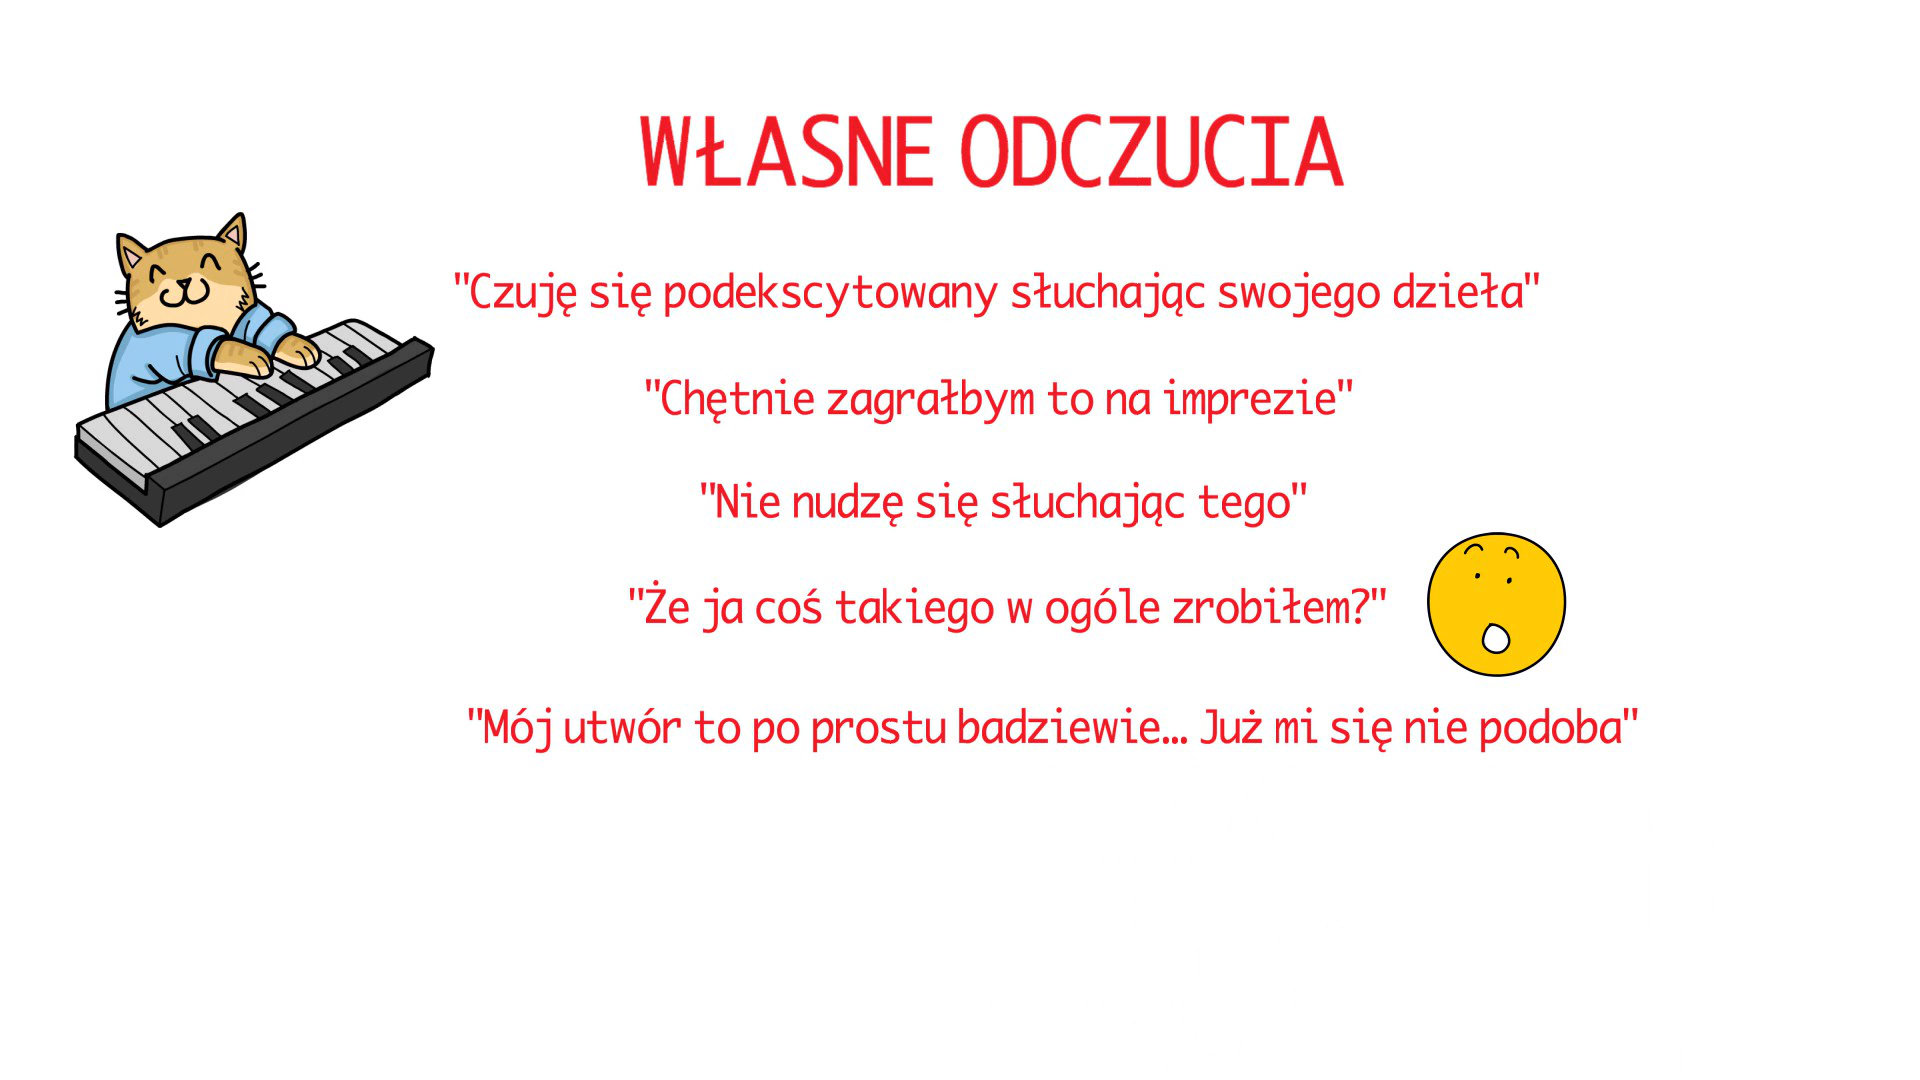 WŁASNE ODCZUCIA
"Czuję się podekscytowany słuchając swojego dzieła"
"Chętnie zagrałbym to na imprezie"
"Nie nudzę się słuchając tego"
"Że ja coś takiego w ogóle zrobiłem?"
"Mój utwór to po prostu badziewie... Już mi się nie podoba"